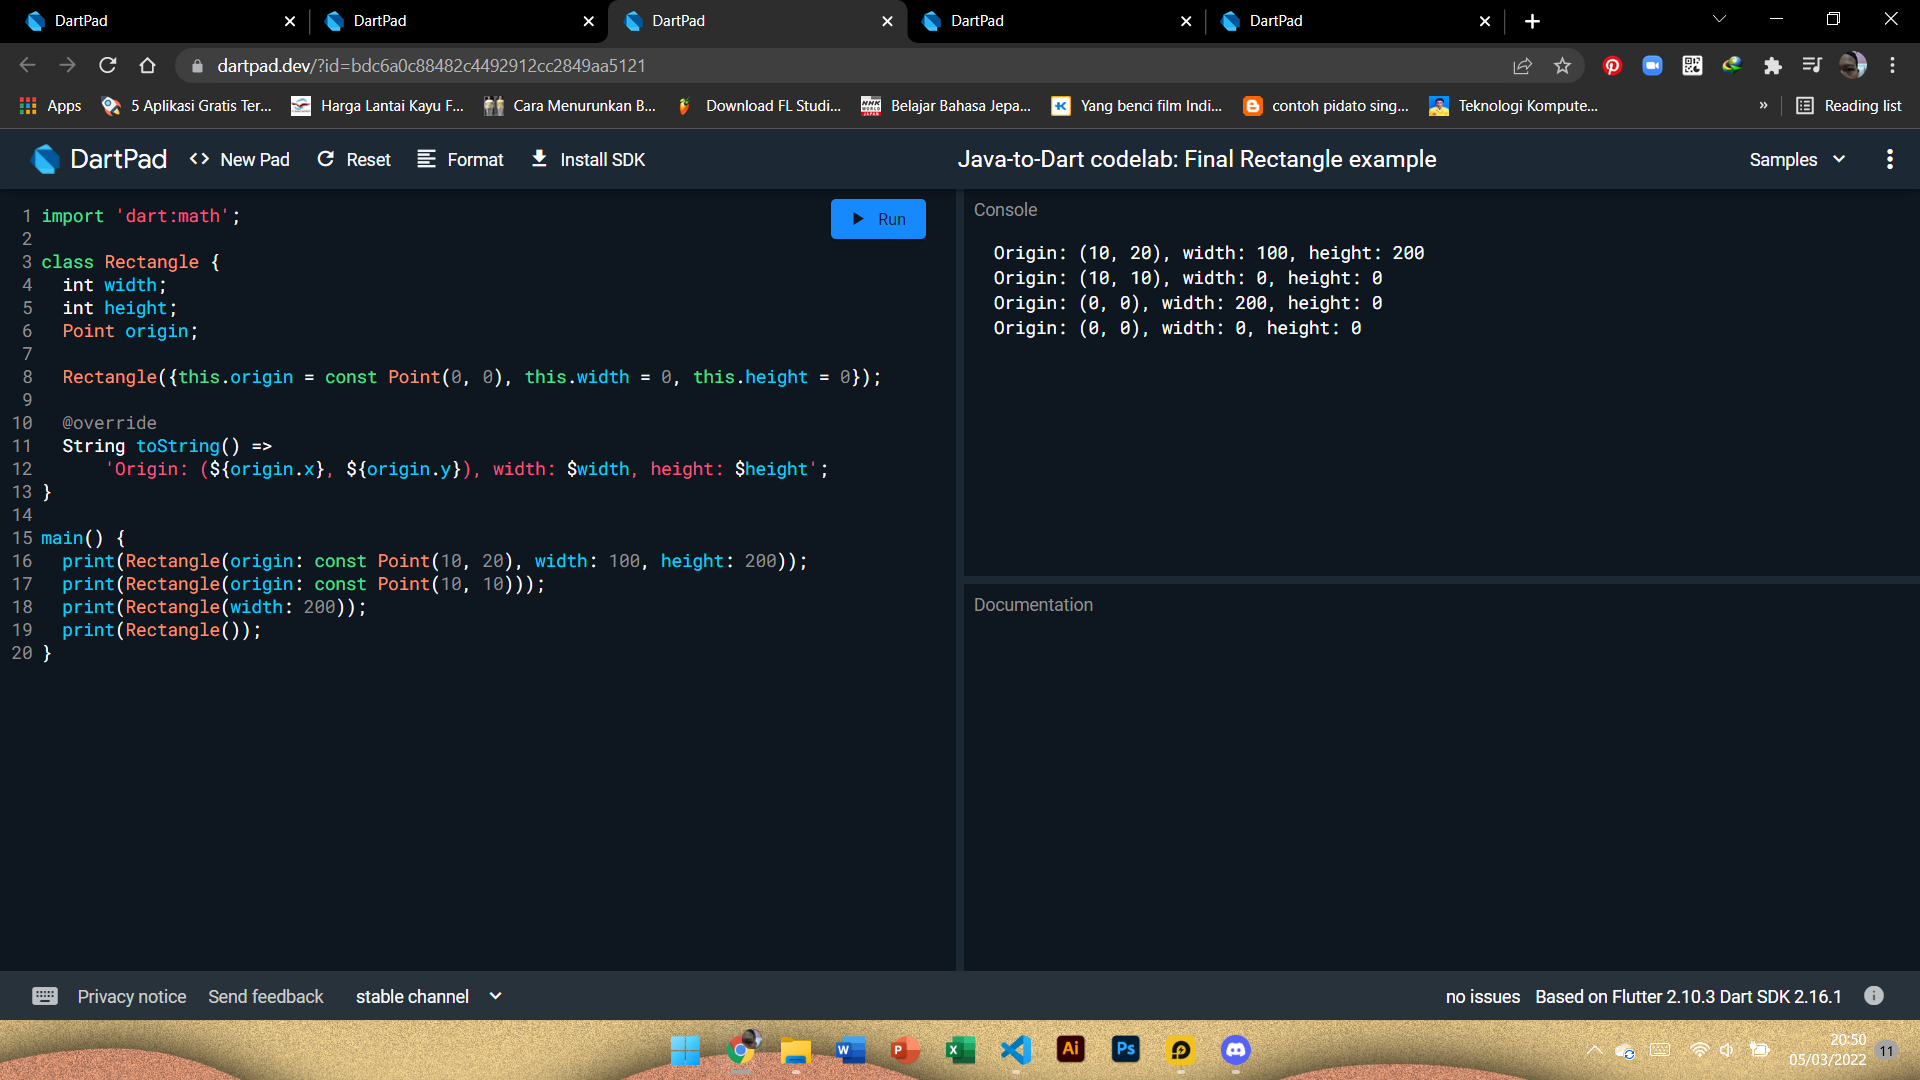 DartPad
DartPad
DartPad
DartPad
DartPad
dartpad.dev/?id=bdc6a0c88482c4492912cc2849aa5121
Apps
5 Aplikasi Gratis Ter...
Harga Lantai Kayu F...
Cara Menurunkan B...
Download FL Studi...
NHK WORLD JAPAN
Belajar Bahasa Jepa...
Yang benci film Indi...
contoh pidato sing...
Teknologi Kompute...
»
Reading list
DartPad
<> New Pad
Reset
Format
Install SDK
Java-to-Dart codelab: Final Rectangle example
Samples
1 import 'dart:math';
2
3 class Rectangle {
4   int width;
5   int height;
6   Point origin;
7
8   Rectangle({this.origin = const Point(0, 0), this.width = 0, this.height = 0});
9
10   @override
11   String toString() =>
12       'Origin: (${origin.x}, ${origin.y}), width: $width, height: $height';
13 }
14
15 main() {
16   print(Rectangle(origin: const Point(10, 20), width: 100, height: 200));
17   print(Rectangle(origin: const Point(10, 10)));
18   print(Rectangle(width: 200));
19   print(Rectangle());
20 }
Run
Console
Origin: (10, 20), width: 100, height: 200
Origin: (10, 10), width: 0, height: 0
Origin: (0, 0), width: 200, height: 0
Origin: (0, 0), width: 0, height: 0
Documentation
Privacy notice
Send feedback
stable channel
no issues
Based on Flutter 2.10.3 Dart SDK 2.16.1
W
P
X
Ai
Ps
20:50
05/03/2022
11